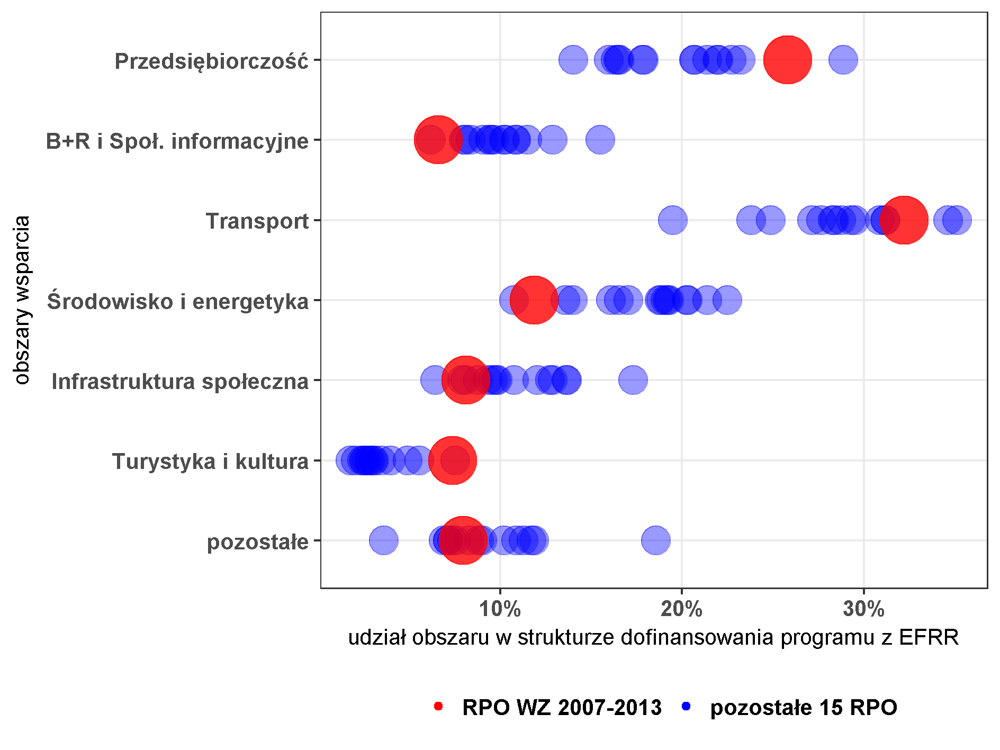 Przedsiębiorczość
B+R i Społ. informacyjne
Transport
Środowisko i energetyka
Infrastruktura społeczna
Turystyka i kultura
pozostałe
obszary wsparcia
10% 20% 30%
udział obszaru w strukturze dofinansowania programu z EFRR
RPO WZ 2007-2013 pozostałe 15 RPO